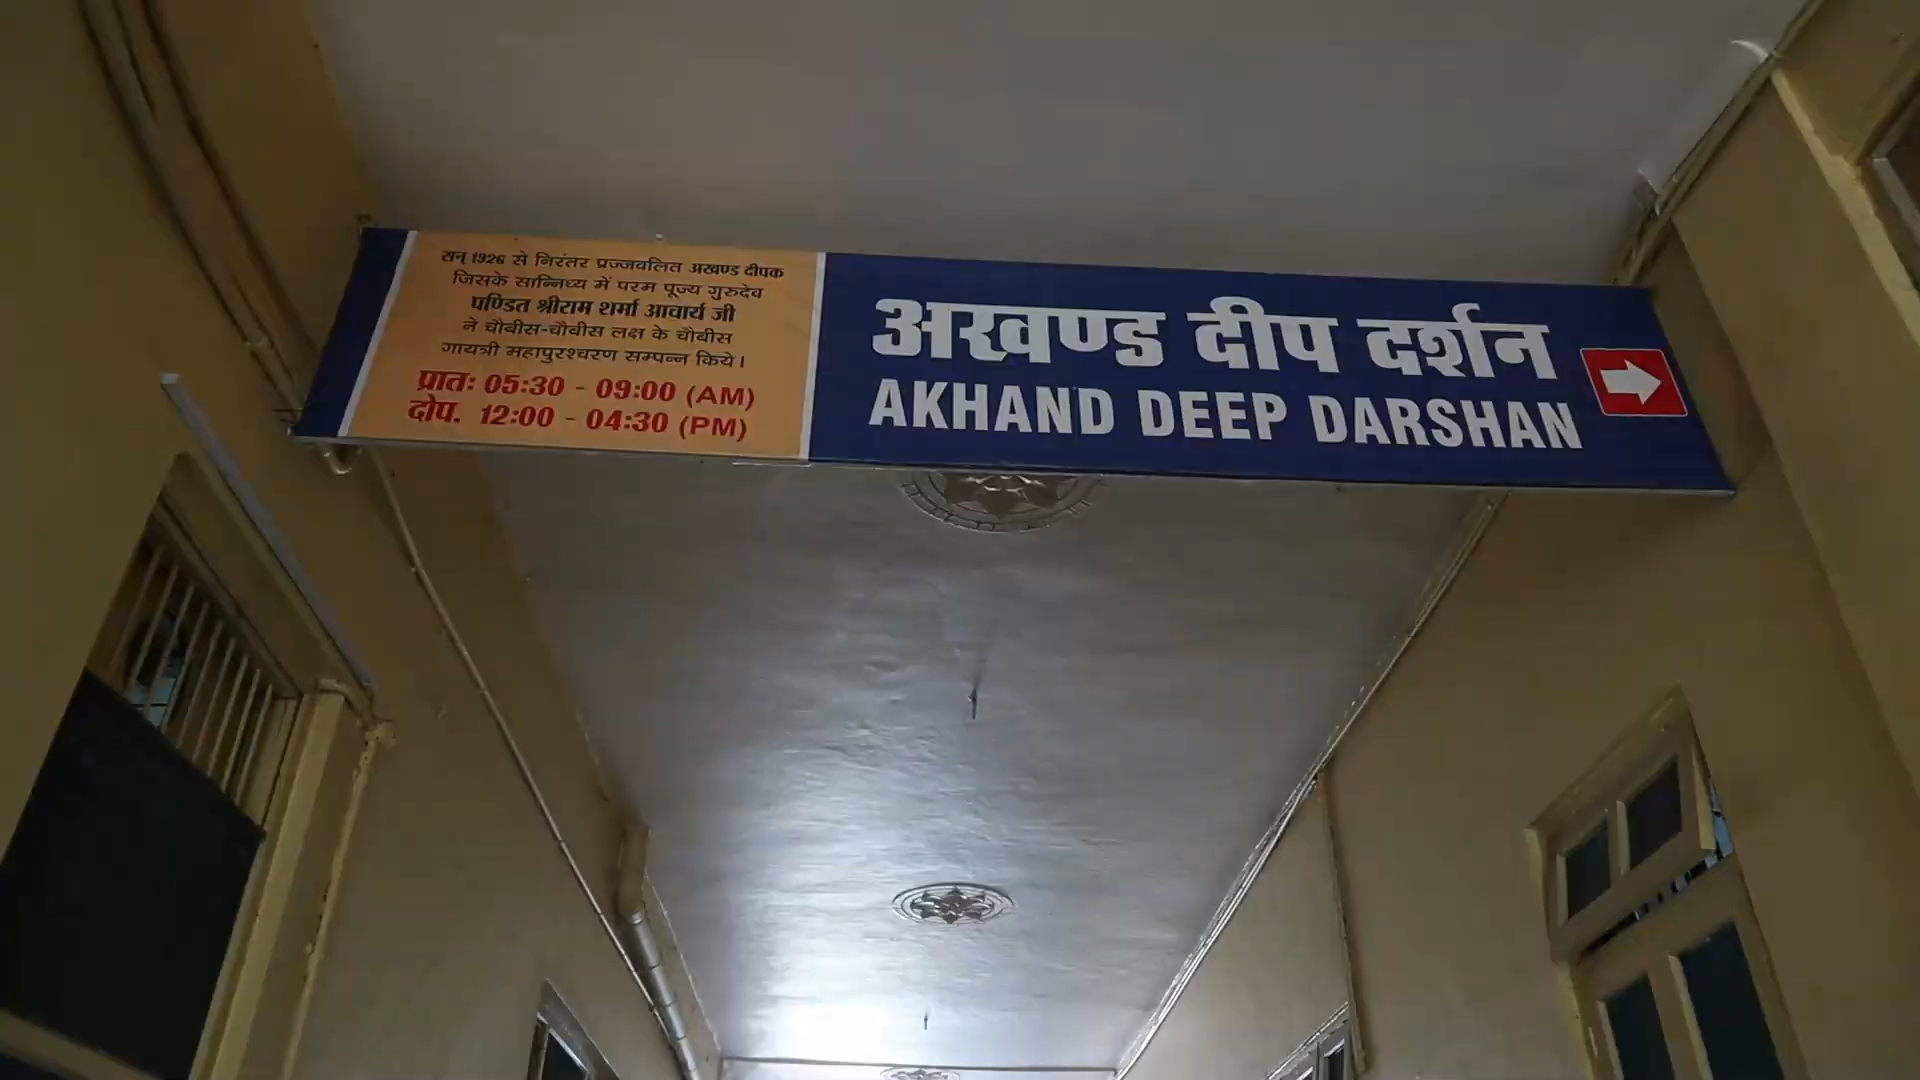 सन् 1926 से निरंतर प्रज्जवलित अखण्ड दीपक
जिसके सान्निध्य में परम पूज्य गुरुदेव
पण्डित श्रीराम शर्मा आचार्य जी
ने चौबीस-चौबीस लक्ष के चौबीस
गायत्री महापुरश्चरण सम्पन्न किये।
प्रातः 05:30 - 09:00 (AM)
दोप. 12:00 - 04:30 (PM)
अखण्ड दीप दर्शन
AKHAND DEEP DARSHAN